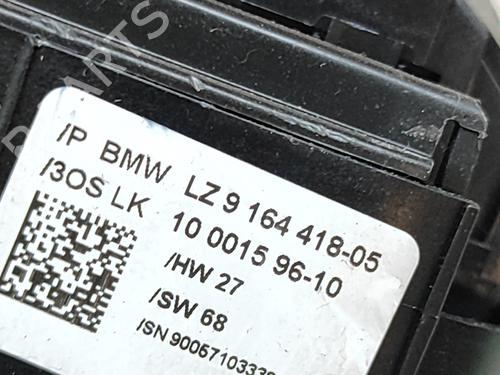 /P BMW LZ 9 164 418-05
/3OS LK 10 0015 96-10
/HW 27
/SW 68